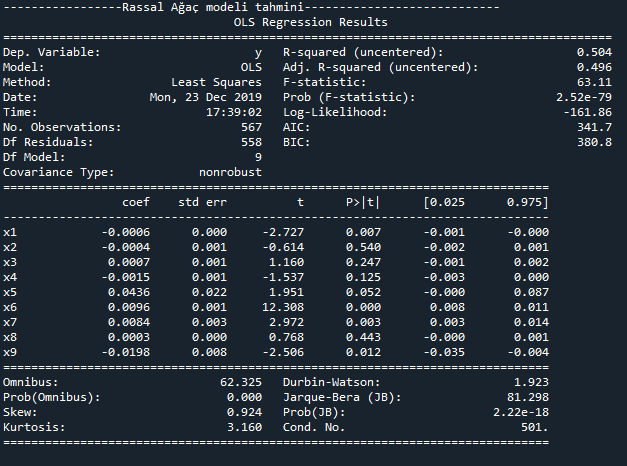 -----------------Rassal Ağaç modeli tahmini----------------------------
OLS Regression Results
=======================================================================================
Dep. Variable: y R-squared (uncentered): 0.504
Model: OLS Adj. R-squared (uncentered): 0.496
Method: Least Squares F-statistic: 63.11
Date: Mon, 23 Dec 2019 Prob (F-statistic): 2.52e-79
Time: 17:39:02 Log-Likelihood: -161.86
No. Observations: 567 AIC: 341.7
Df Residuals: 558 BIC: 380.8
Df Model: 9
Covariance Type: nonrobust
==============================================================================
coef std err t P>|t| [0.025 0.975]
------------------------------------------------------------------------------
x1 -0.0006 0.000 -2.727 0.007 -0.001 -0.000
x2 -0.0004 0.001 -0.614 0.540 -0.002 0.001
x3 0.0007 0.001 1.160 0.247 -0.001 0.002
x4 -0.0015 0.001 -1.537 0.125 -0.003 0.000
x5 0.0436 0.022 1.951 0.052 -0.000 0.087
x6 0.0096 0.001 12.308 0.000 0.008 0.011
x7 0.0084 0.003 2.972 0.003 0.003 0.014
x8 0.0003 0.000 0.768 0.443 -0.000 0.001
x9 -0.0198 0.008 -2.506 0.012 -0.035 -0.004
==============================================================================
Omnibus: 62.325 Durbin-Watson: 1.923
Prob(Omnibus): 0.000 Jarque-Bera (JB): 81.298
Skew: 0.924 Prob(JB): 2.22e-18
Kurtosis: 3.160 Cond. No. 501.
==============================================================================